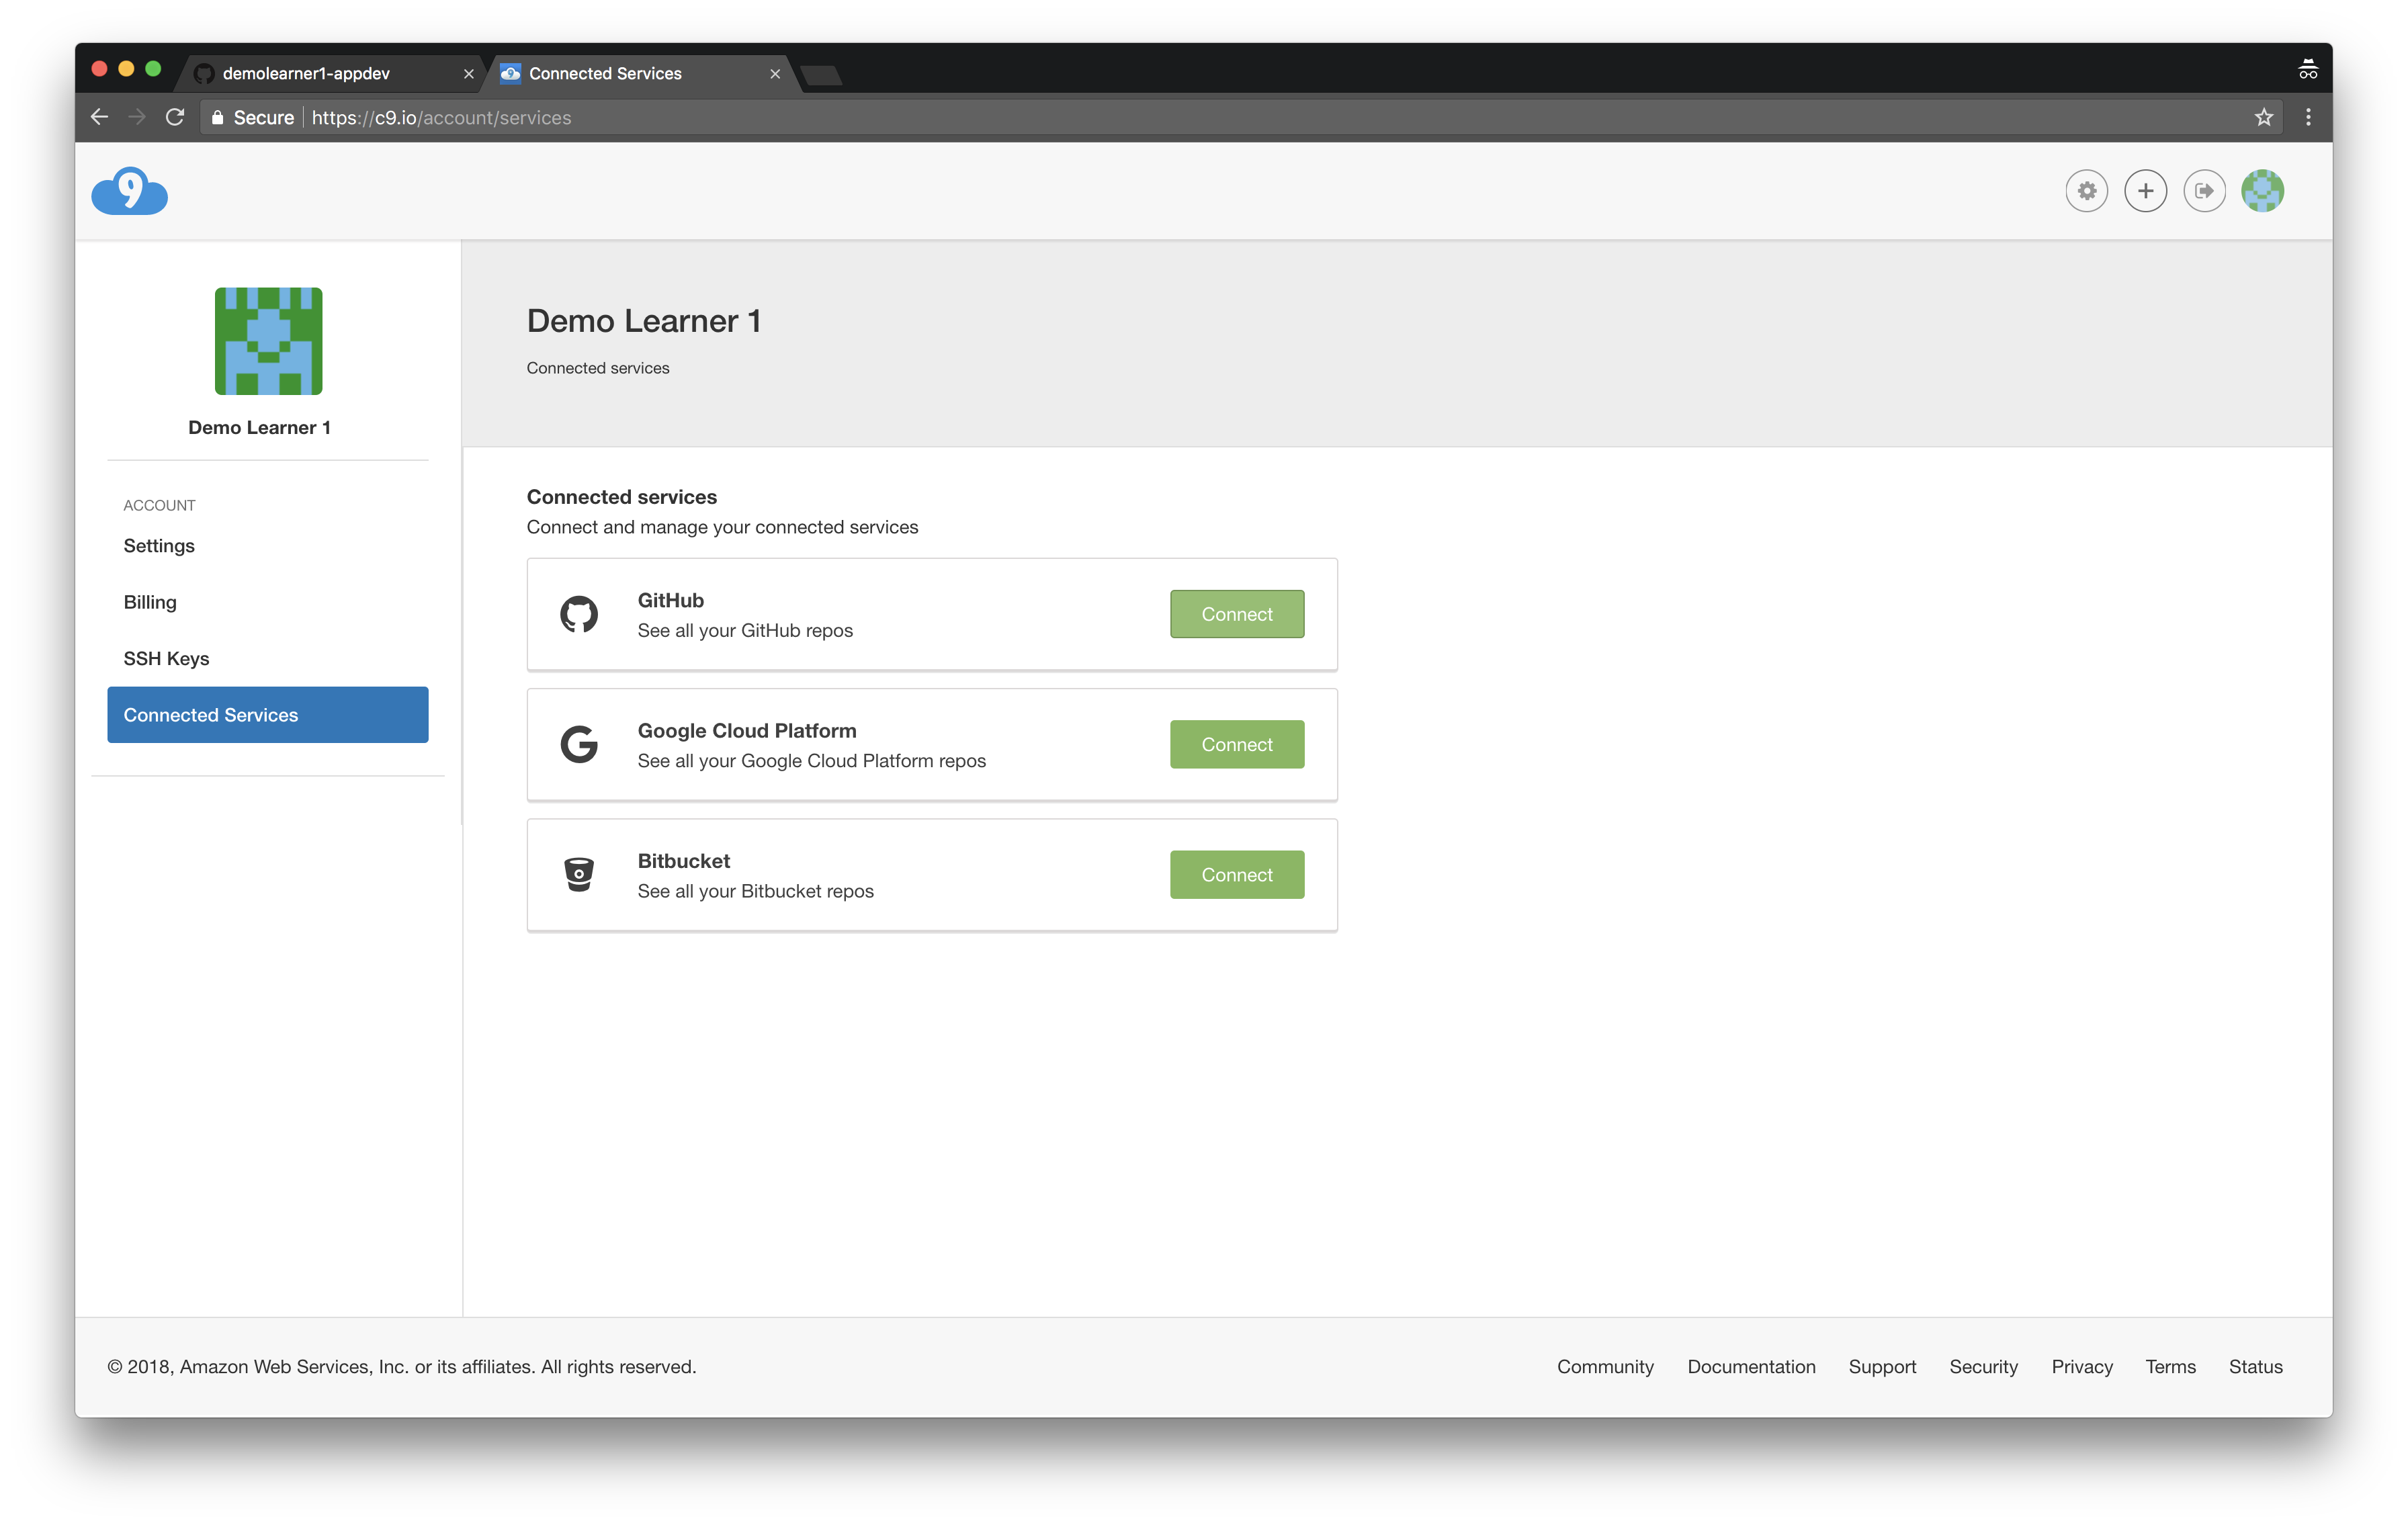 demolearner1-appdev
Connected Services
Secure https://c9.io/account/services
9
Demo Learner 1
ACCOUNT
Settings
Billing
SSH Keys
Connected Services
Demo Learner 1
Connected services
Connected services
Connect and manage your connected services
GitHub
See all your GitHub repos
Connect
Google Cloud Platform
See all your Google Cloud Platform repos
Connect
Bitbucket
See all your Bitbucket repos
Connect
© 2018, Amazon Web Services, Inc. or its affiliates. All rights reserved.
Community Documentation Support Security Privacy Terms Status